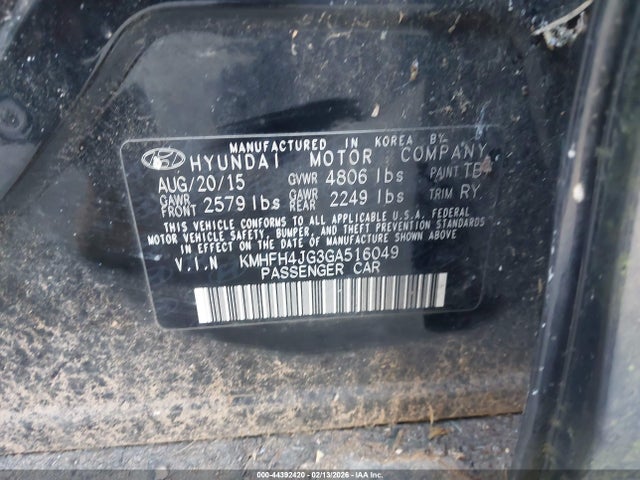 MANUFACTURED IN KOREA BY
HYUNDAI MOTOR COMPANY
AUG/20/15 GVWR 4806 lbs PAINT TB4
GAWR FRONT 2579 lbs GAWR REAR 2249 lbs TRIM RY
THIS VEHICLE CONFORMS TO ALL APPLICABLE U.S.A. FEDERAL
MOTOR VEHICLE SAFETY, BUMPER, AND THEFT PREVENTION STANDARDS
IN EFFECT ON THE DATE OF MANUFACTURE SHOWN ABOVE.
V.I.N KMHFH4JG3GA516049
PASSENGER CAR
000-44392420 - 02/13/2026 - © COPYRIGHT IAA, LLC